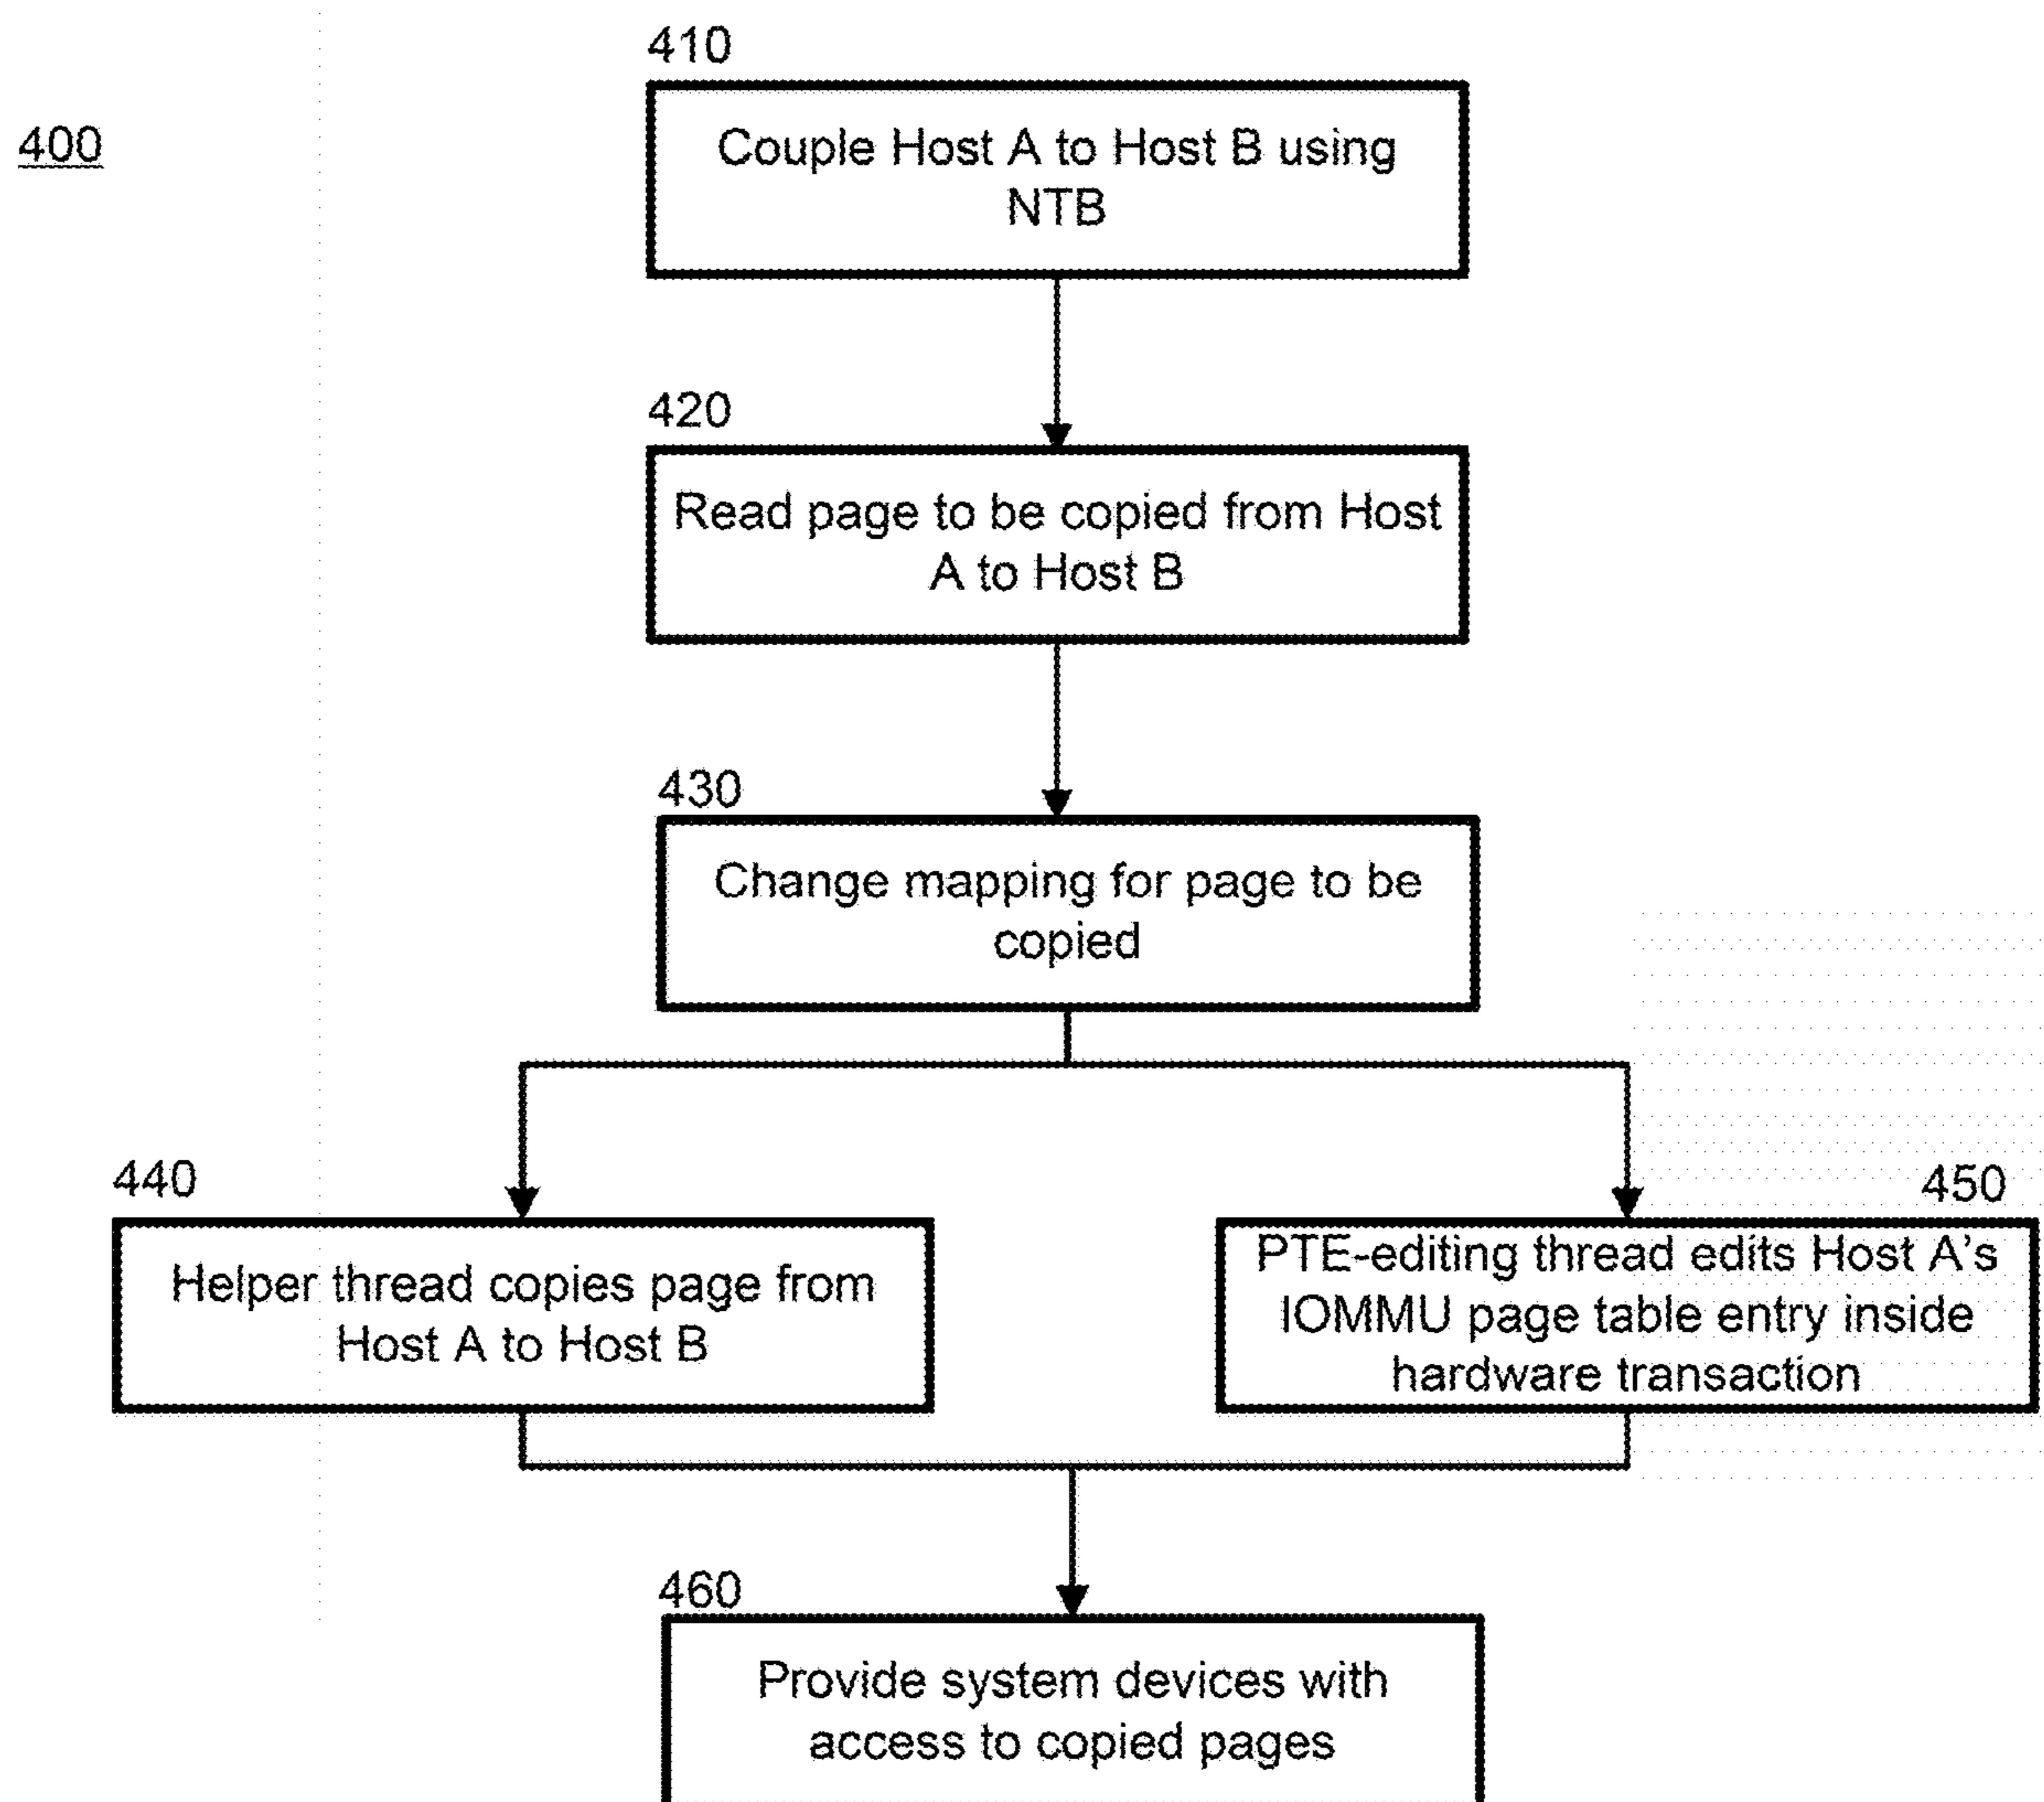 400
410
Couple Host A to Host B using
NTB
420
Read page to be copied from Host
A to Host B
430
Change mapping for page to be
copied
440
Helper thread copies page from
Host A to Host B
450
PTE-editing thread edits Host A's
IOMMU page table entry inside
hardware transaction
460
Provide system devices with
access to copied pages